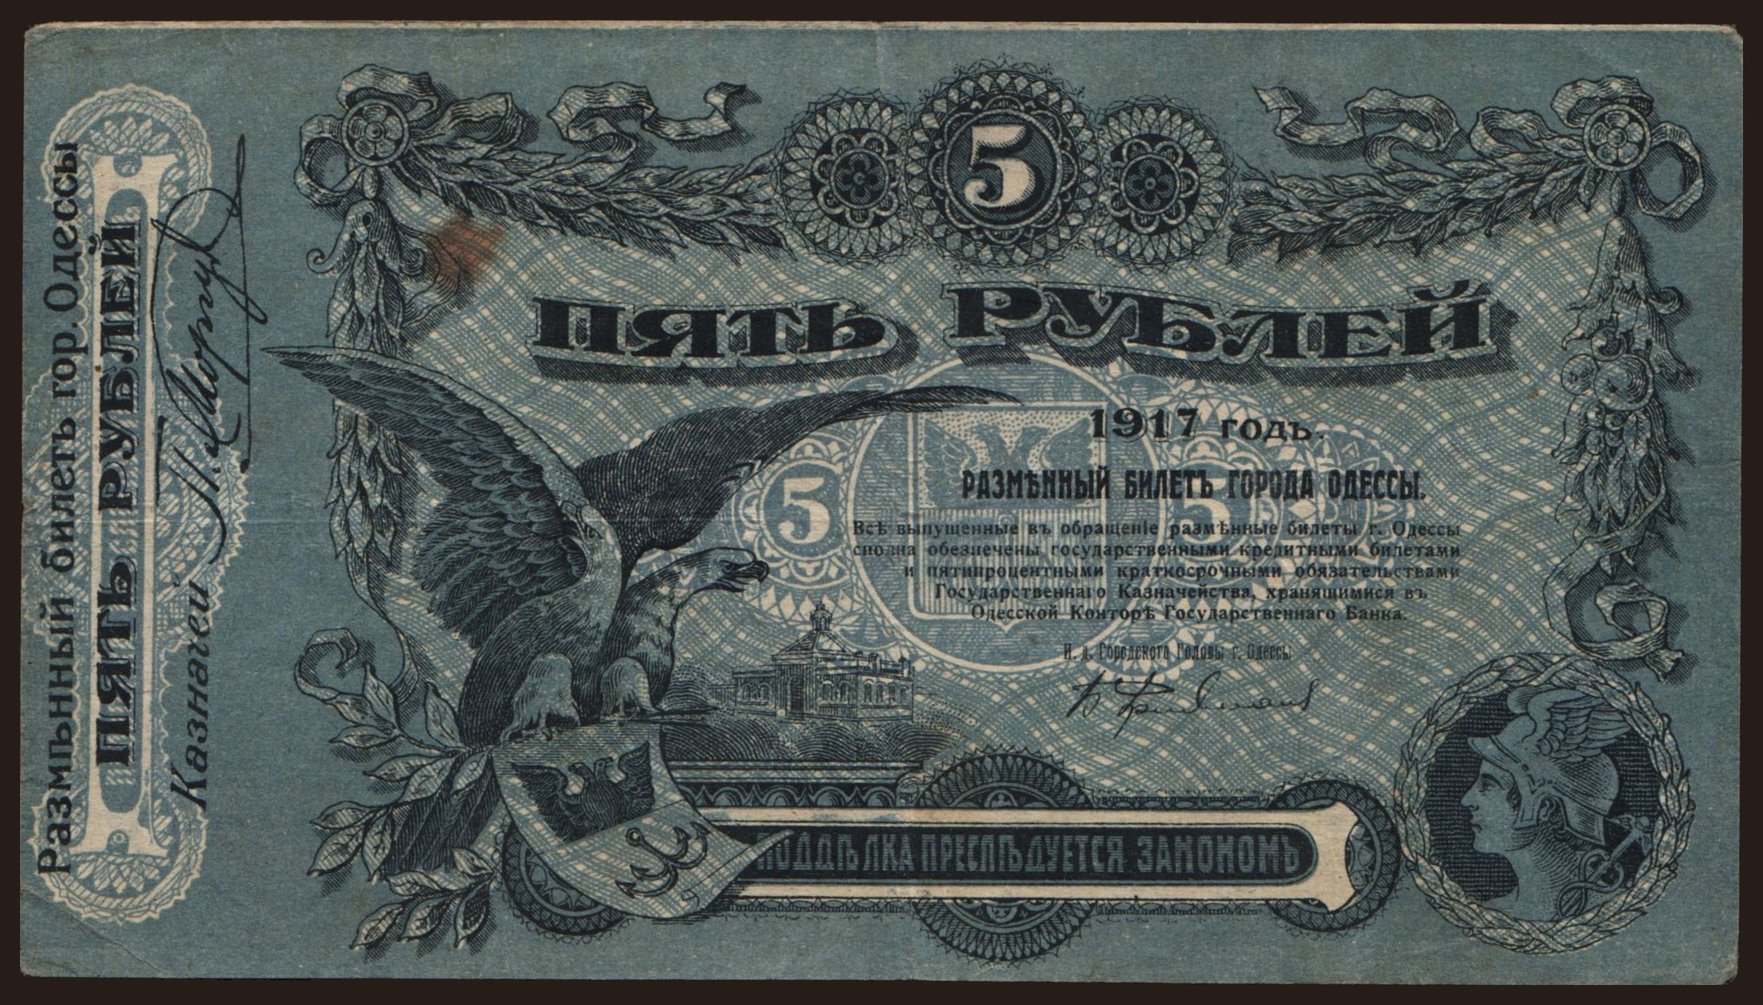 Размѣнный билетъ гор. Одессы
ПЯТЬ РУБЛЕЙ
Казначей
5
ПЯТЬ РУБЛЕЙ
1917 годъ.
РАЗМѢННЫЙ БИЛЕТЪ ГОРОДА ОДЕССЫ.
5 5
Всѣ выпущенные въ обращеніе размѣнные билеты г. Одессы
сполна обезпечены государственными кредитными билетами
и пятипроцентными краткосрочными обязательствами
Государственнаго Казначейства, хранящимися въ
Одесской Конторѣ Государственнаго Банка.
И. д. Городского Головы г. Одессы
ПОДДѢЛКА ПРЕСЛѢДУЕТСЯ ЗАКОНОМЪ